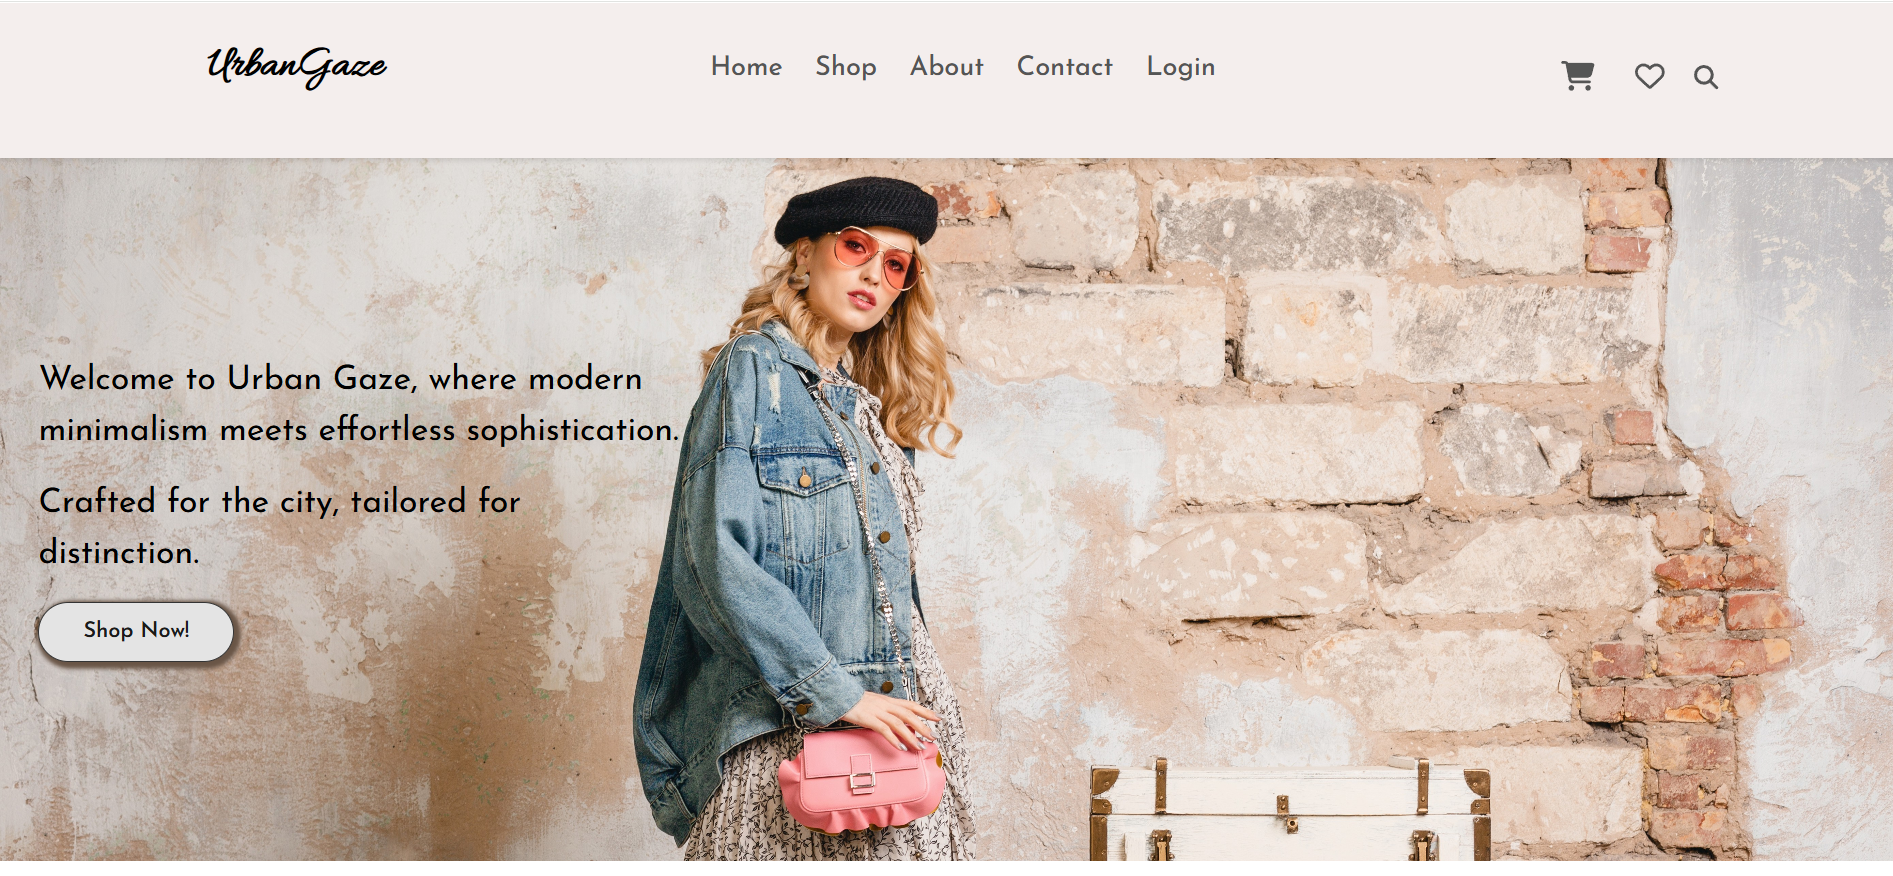 UrbanGaze
Home Shop About Contact Login
Welcome to Urban Gaze, where modern
minimalism meets effortless sophistication.
Crafted for the city, tailored for
distinction.
Shop Now!